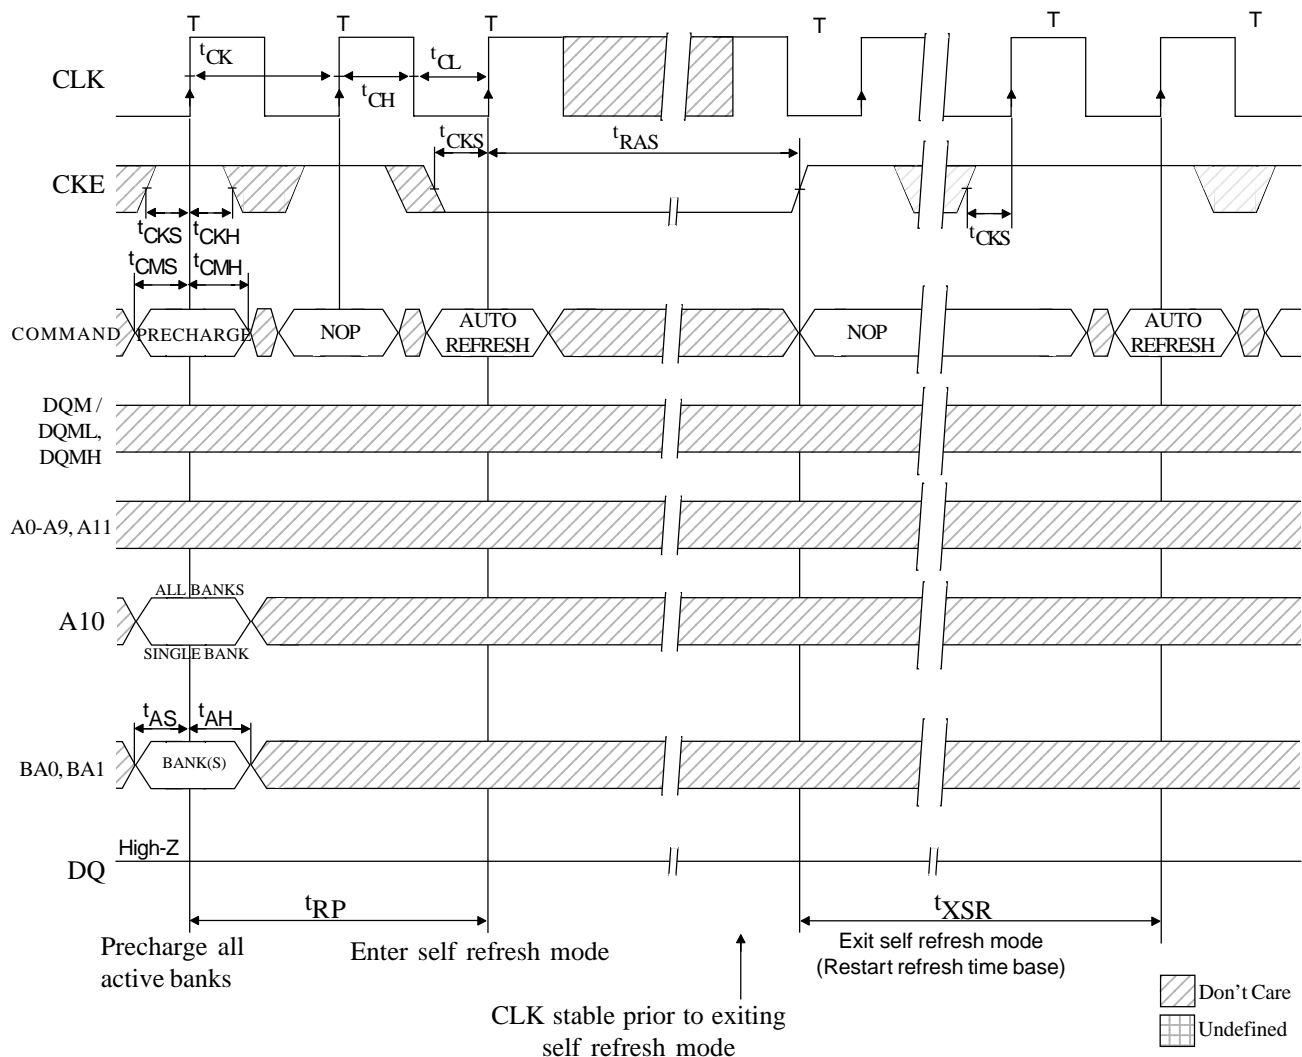 T T T T T T
CLK
tCK
tCH
tCL
tCKS
tRAS
CKE
tCKS tCKH
tCKS
tCMS tCMH
COMMAND
PRECHARGE
NOP
AUTO
REFRESH
NOP
AUTO
REFRESH
DQM /
DQML,
DQMH
A0-A9, A11
ALL BANKS
A10
SINGLE BANK
tAS tAH
BA0, BA1
BANK(S)
High-Z
DQ
tRP
tXSR
Precharge all
active banks
Enter self refresh mode
Exit self refresh mode
(Restart refresh time base)
CLK stable prior to exiting
self refresh mode
Don't Care
Undefined